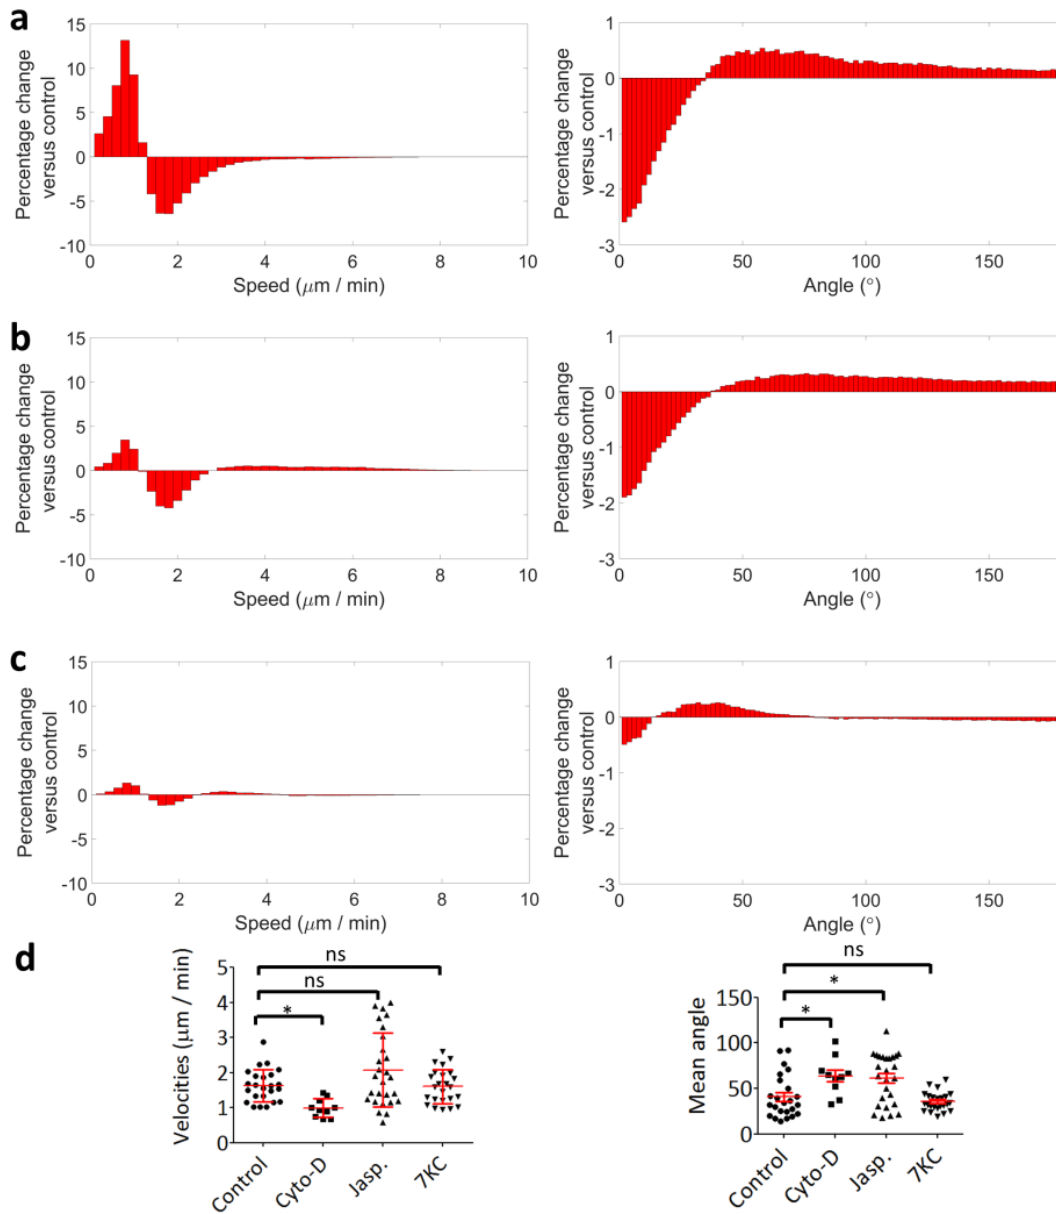 a
15
10
5
0
-5
-10
Percentage change
versus control
0 2 4 6 8 10
Speed (μm / min)
1
0
1
-2
-3
Percentage change
versus control
0 50 100 150
Angle (°)
b
15
10
5
0
-5
-10
Percentage change
versus control
0 2 4 6 8 10
Speed (μm / min)
1
0
-1
-2
-3
Percentage change
versus control
0 50 100 150
Angle (°)
c
15
10
5
0
-5
-10
Percentage change
versus control
0 2 4 6 8 10
Speed (μm / min)
1
0
1
-2
-3
Percentage change
versus control
0 50 100 150
Angle (°)
d
ns
ns
*
5
4
3
2
1
0
Velocities (μm / min)
Control Cyto-D Jasp. 7KC
ns
*
*
150
100
50
0
Mean angle
Control Cyto-D Jasp. 7KC